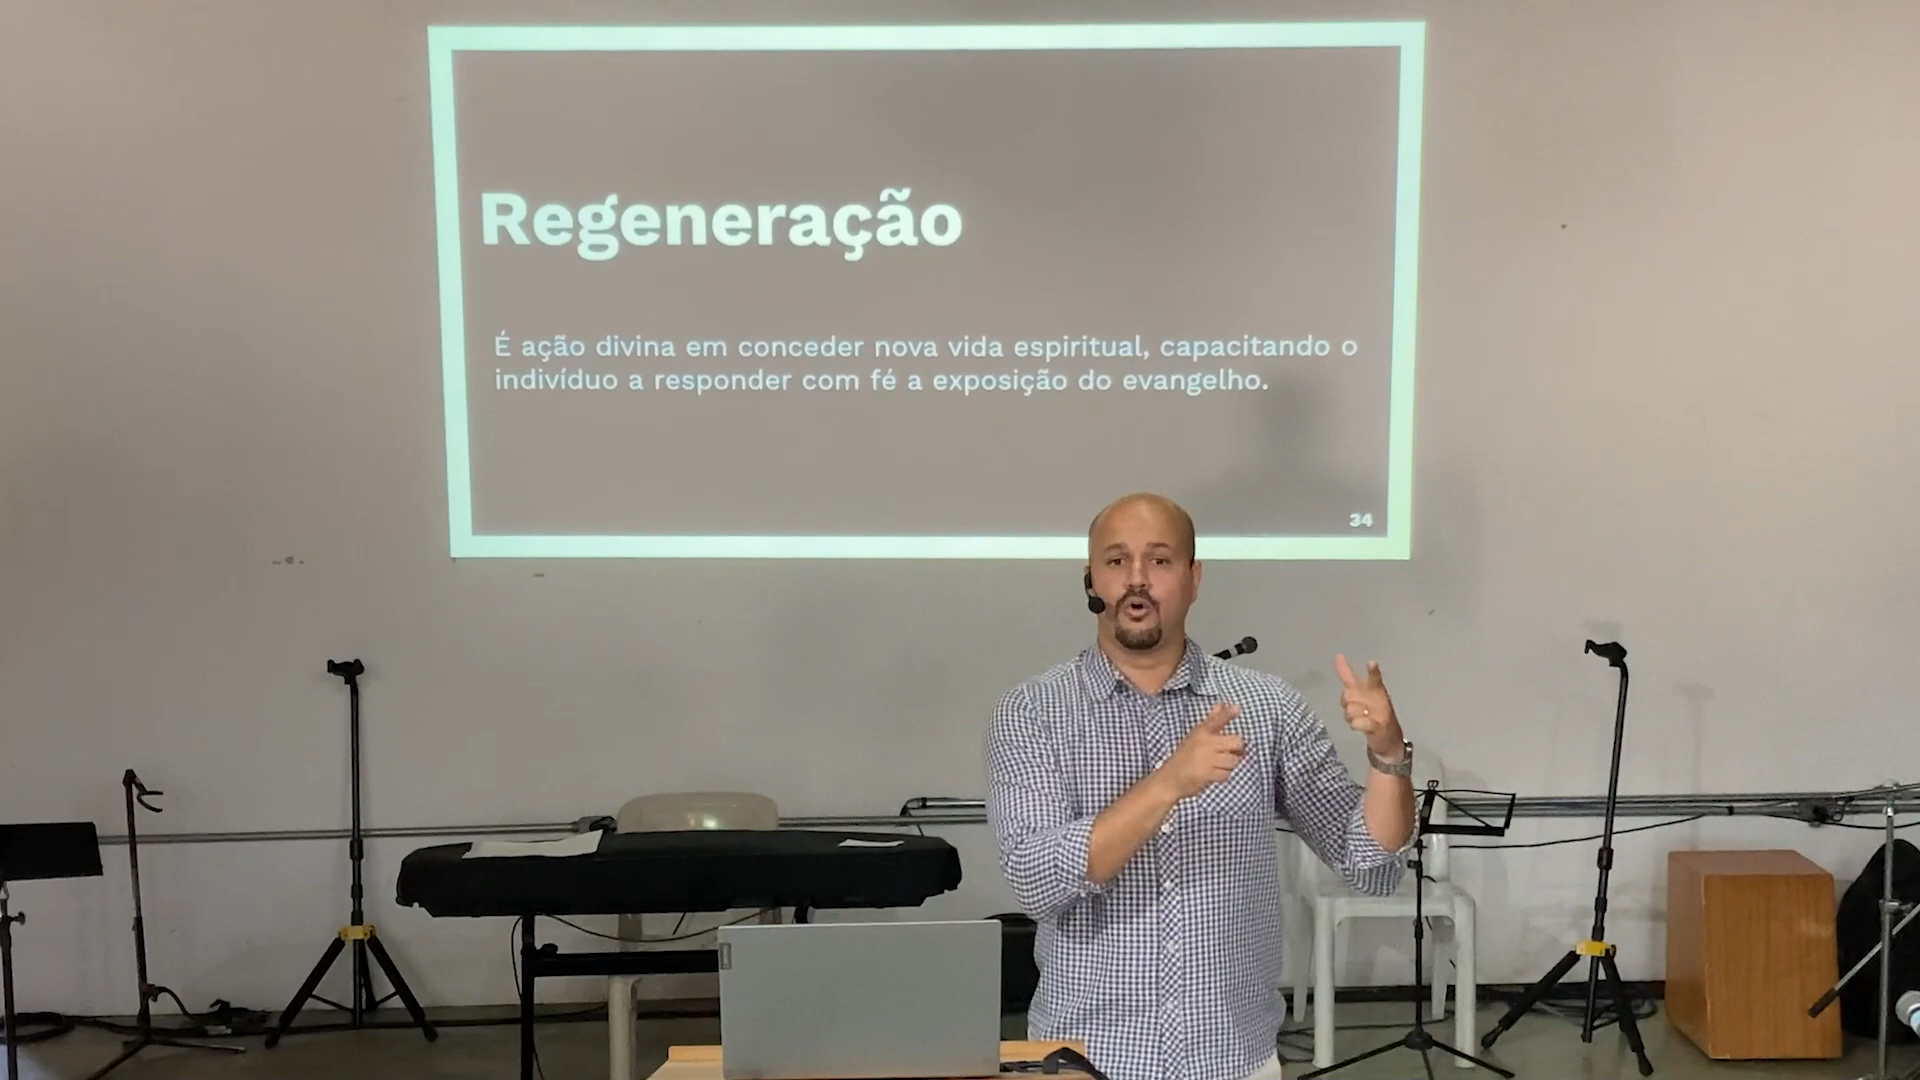 Regeneração
É ação divina em conceder nova vida espiritual, capacitando o
indivíduo a responder com fé a exposição do evangelho.
34